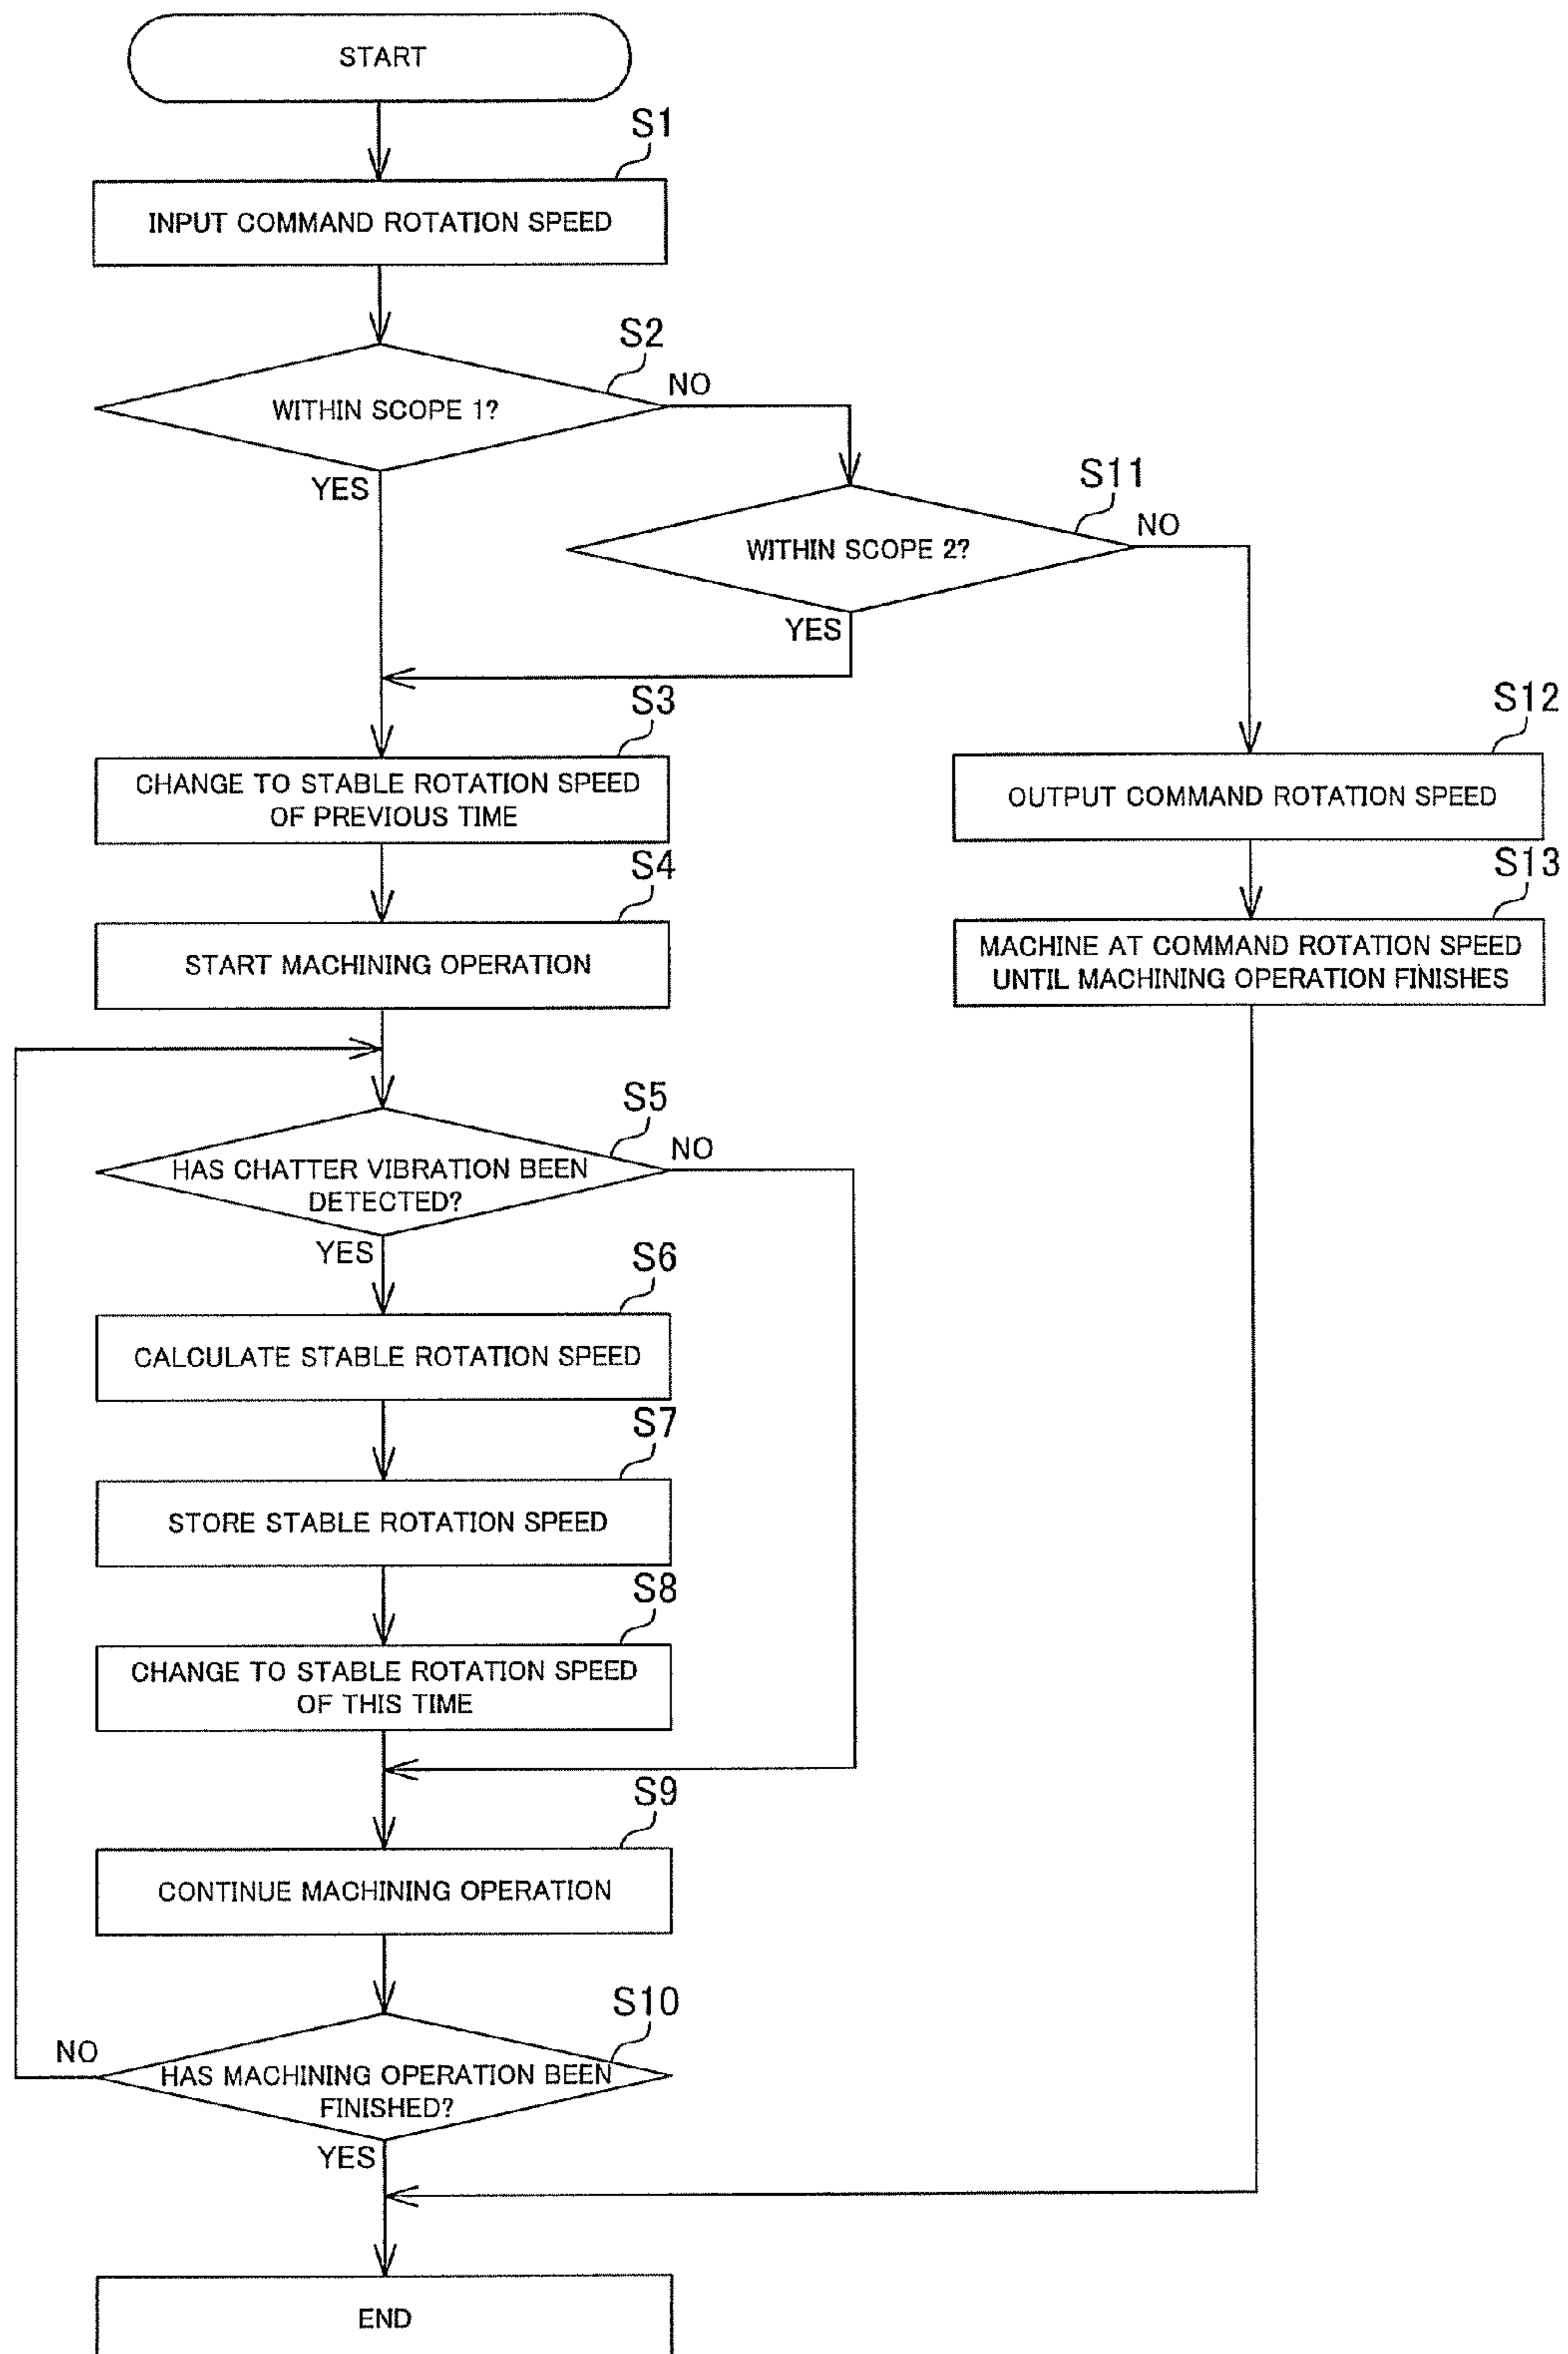 START
S1
INPUT COMMAND ROTATION SPEED
S2
WITHIN SCOPE 1?
NO
YES
S11
WITHIN SCOPE 2?
NO
YES
S3
CHANGE TO STABLE ROTATION SPEED
OF PREVIOUS TIME
S12
OUTPUT COMMAND ROTATION SPEED
S4
START MACHINING OPERATION
S13
MACHINE AT COMMAND ROTATION SPEED
UNTIL MACHINING OPERATION FINISHES
S5
HAS CHATTER VIBRATION BEEN
DETECTED?
NO
YES
S6
CALCULATE STABLE ROTATION SPEED
S7
STORE STABLE ROTATION SPEED
S8
CHANGE TO STABLE ROTATION SPEED
OF THIS TIME
S9
CONTINUE MACHINING OPERATION
S10
HAS MACHINING OPERATION BEEN
FINISHED?
NO
YES
END